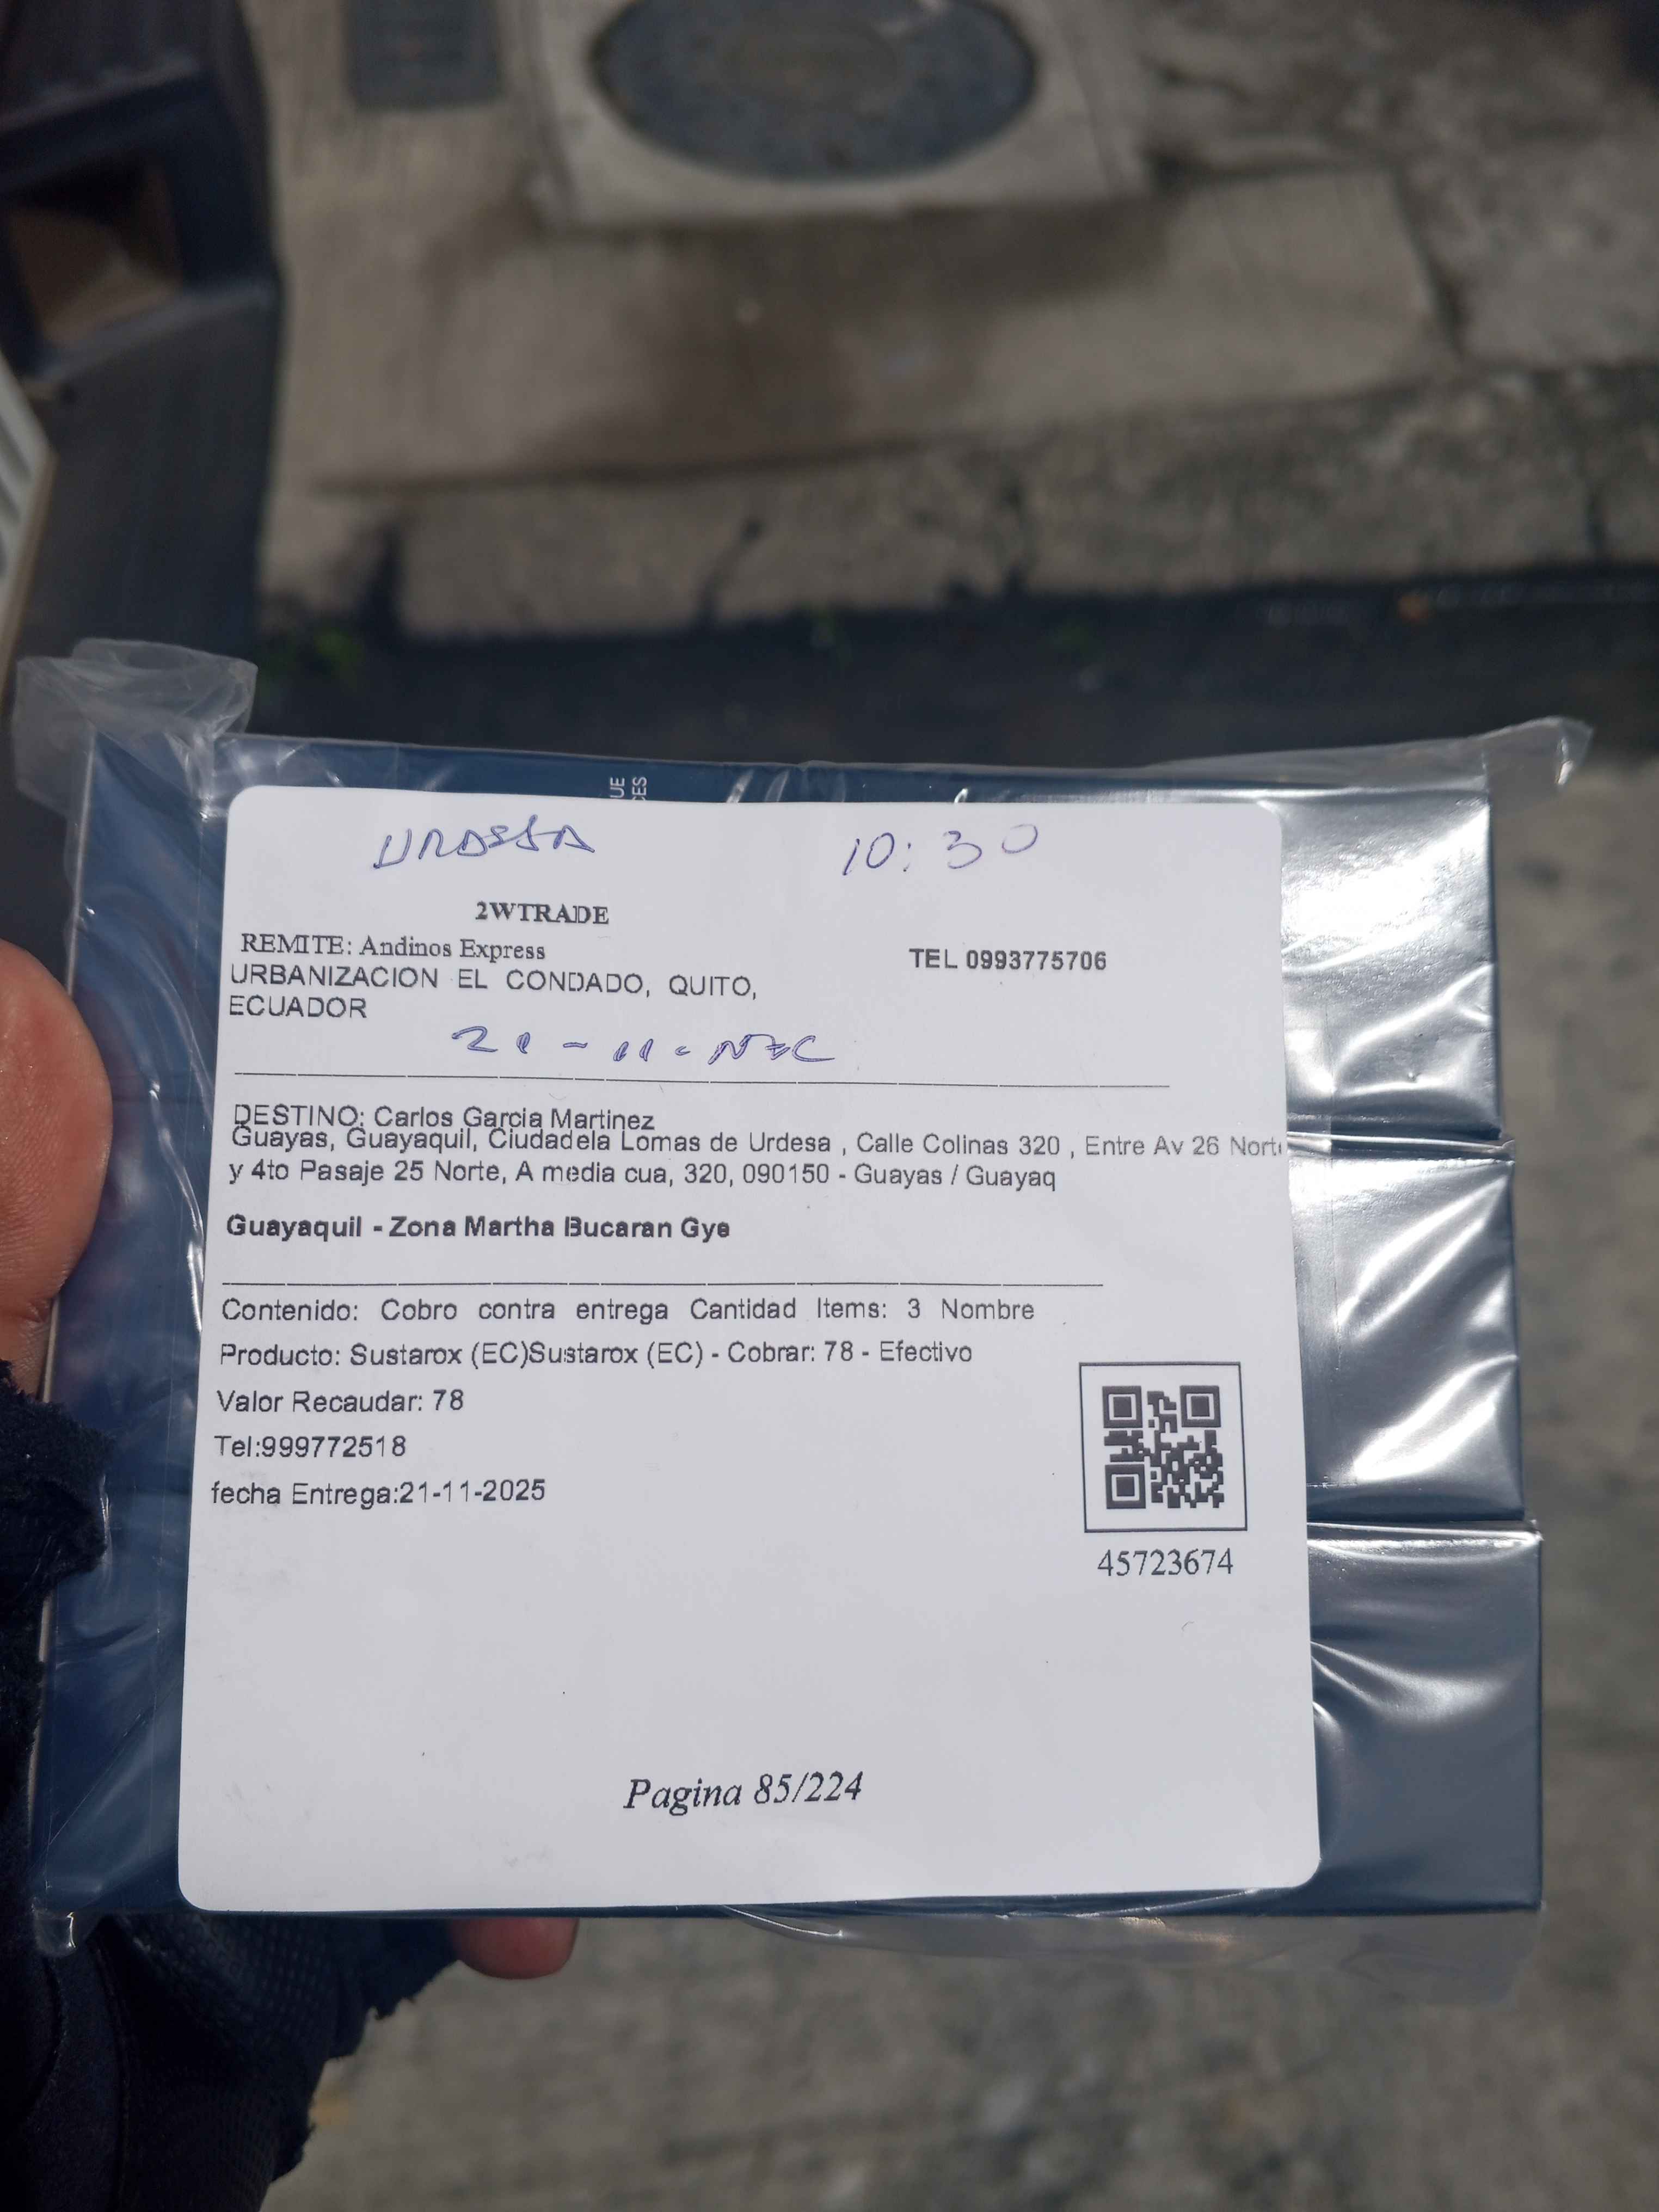 UE
CES
URDESA
10:30
2WTRADE
REMITE: Andinos Express
TEL 0993775706
URBANIZACION EL CONDADO, QUITO,
ECUADOR
21-11-
DESTINO: Carlos Garcia Martinez
Guayas, Guayaquil, Ciudadela Lomas de Urdesa , Calle Colinas 320 , Entre Av 26 Norte
y 4to Pasaje 25 Norte, A media cua, 320, 090150 - Guayas / Guayaq
Guayaquil - Zona Martha Bucaran Gye
Contenido: Cobro contra entrega Cantidad Items: 3 Nombre
Producto: Sustarox (EC)Sustarox (EC) - Cobrar: 78 - Efectivo
Valor Recaudar: 78
Tel:999772518
fecha Entrega:21-11-2025
45723674
Pagina 85/224